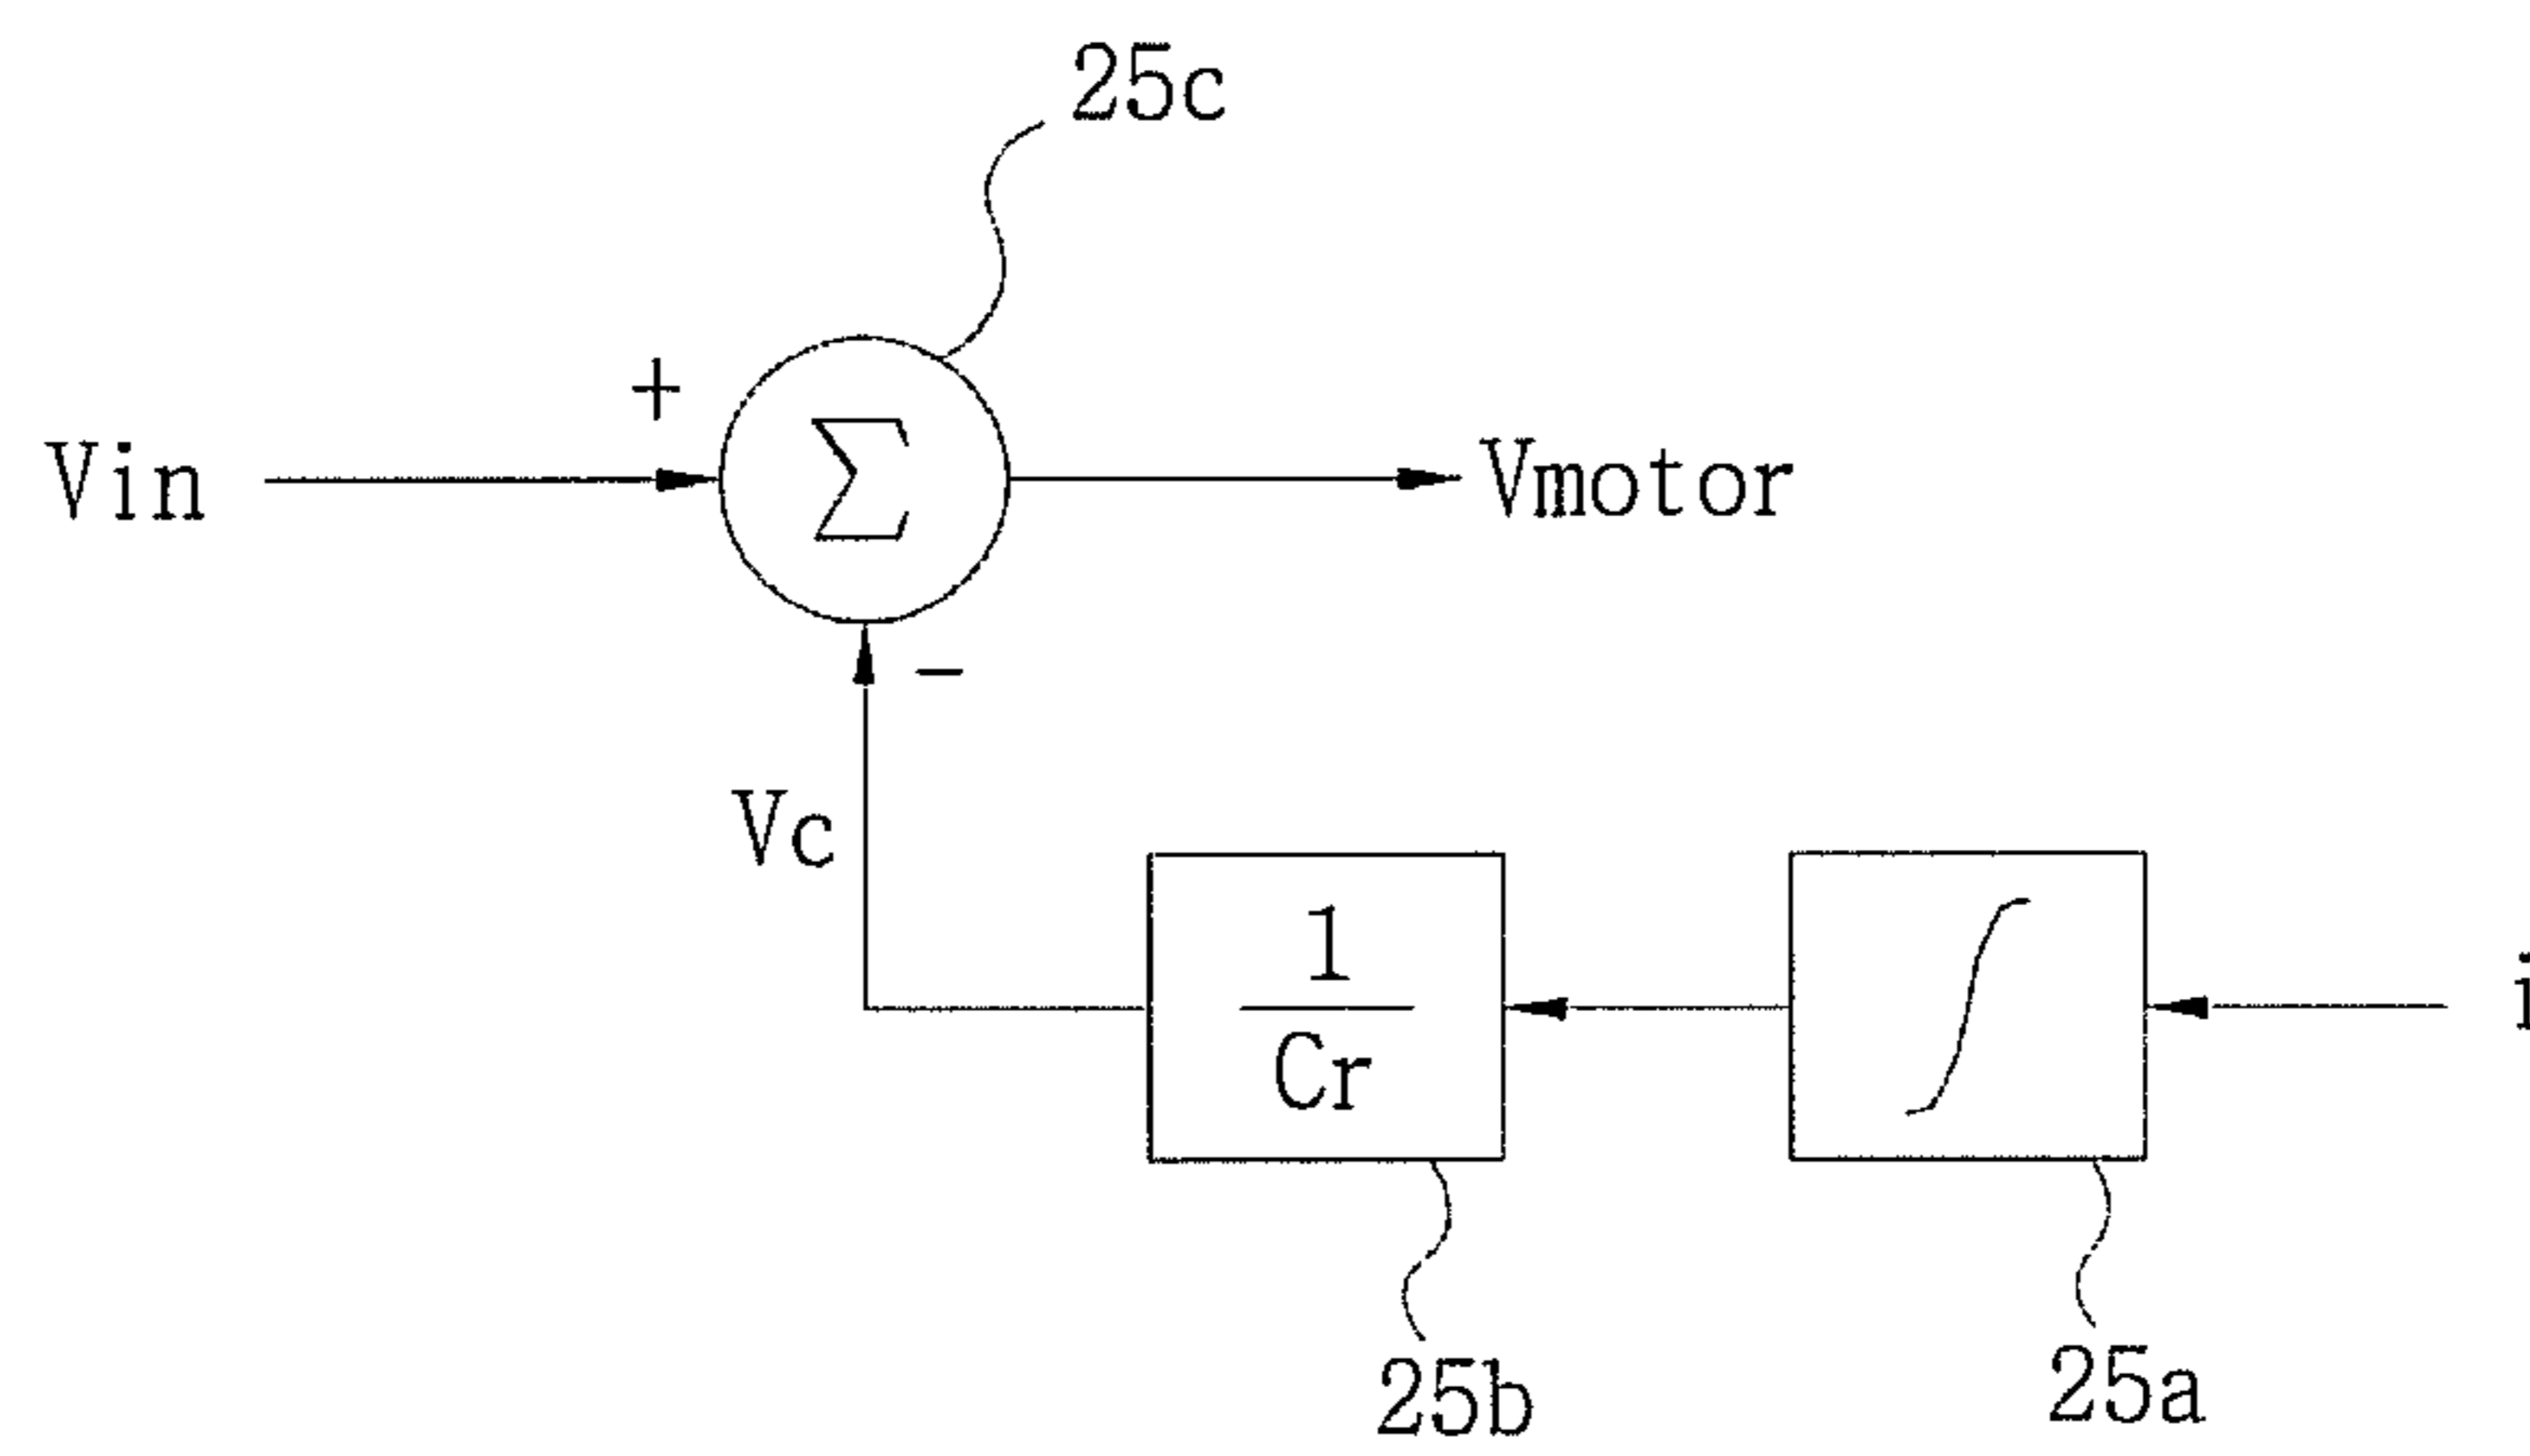 25c
+
Vin
Σ
Vmotor
-
Vc
1
Cr
∫
i
25b
25a